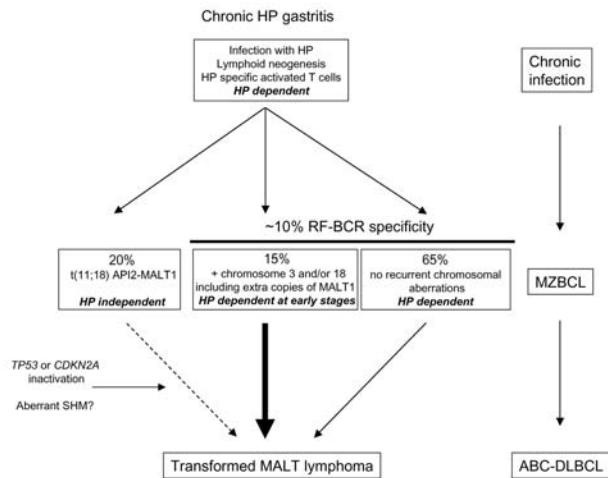 Chronic HP gastritis
Infection with HP
Lymphoid neogenesis
HP specific activated T cells
HP dependent
Chronic
infection
~10% RF-BCR specificity
20%
t(11;18) API2-MALT1
HP independent
15%
+ chromosome 3 and/or 18
including extra copies of MALT1
HP dependent at early stages
65%
no recurrent chromosomal
aberrations
HP dependent
MZBCL
TP53 or CDKN2A
inactivation
Aberrant SHM?
Transformed MALT lymphoma
ABC-DLBCL